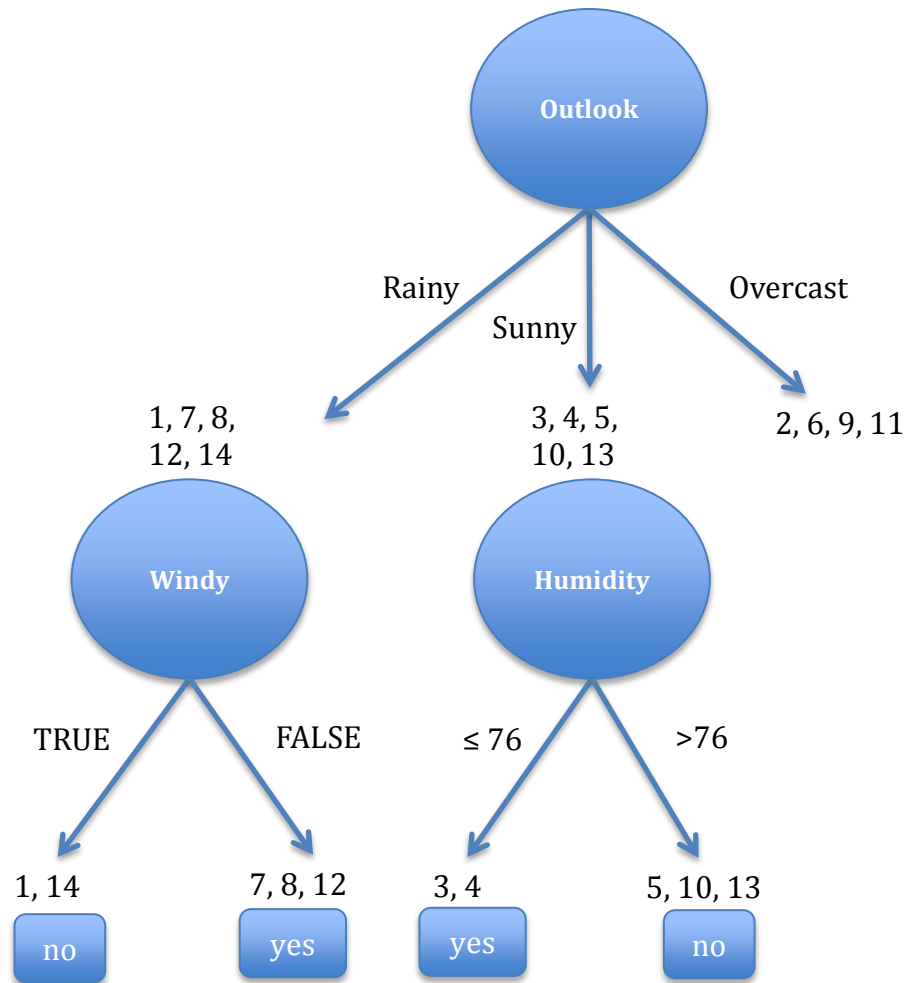 Outlook
Rainy
Sunny
Overcast
1, 7, 8,
12, 14
3, 4, 5,
10, 13
2, 6, 9, 11
Windy
Humidity
TRUE
FALSE
≤ 76
>76
1, 14
7, 8, 12
3, 4
5, 10, 13
no
yes
yes
no